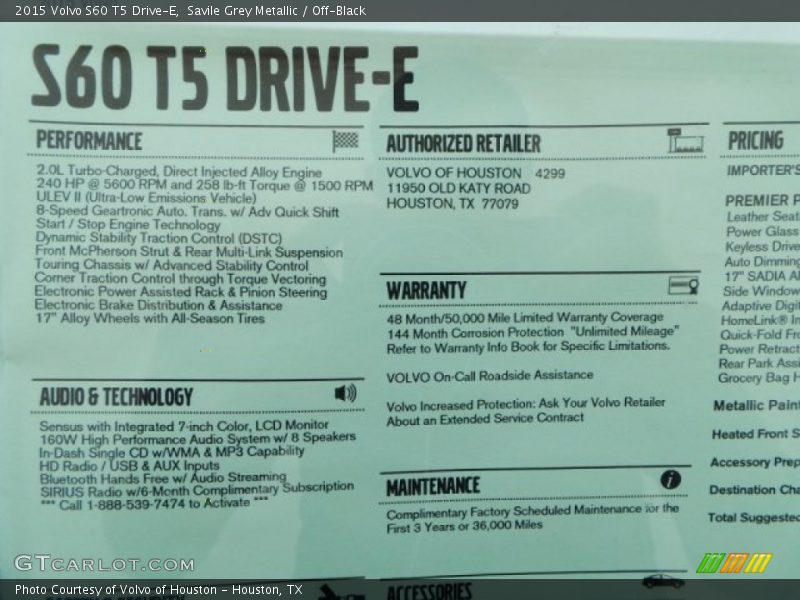 2015 Volvo S60 T5 Drive-E, Savile Grey Metallic / Off-Black
S60 T5 DRIVE-E
PERFORMANCE
2.0L Turbo-Charged, Direct Injected Alloy Engine
240 HP @ 5600 RPM and 258 lb-ft Torque @ 1500 RPM
ULEV II (Ultra-Low Emissions Vehicle)
8-Speed Geartronic Auto. Trans. w/ Adv Quick Shift
Start / Stop Engine Technology
Dynamic Stability Traction Control (DSTC)
Front McPherson Strut & Rear Multi-Link Suspension
Touring Chassis w/ Advanced Stability Control
Corner Traction Control through Torque Vectoring
Electronic Power Assisted Rack & Pinion Steering
Electronic Brake Distribution & Assistance
17" Alloy Wheels with All-Season Tires
AUDIO & TECHNOLOGY
Sensus with Integrated 7-inch Color, LCD Monitor
160W High Performance Audio System w/ 8 Speakers
In-Dash Single CD w/WMA & MP3 Capability
HD Radio / USB & AUX Inputs
Bluetooth Hands Free w/ Audio Streaming
SIRIUS Radio w/6-Month Complimentary Subscription
*** Call 1-888-539-7474 to Activate ***
AUTHORIZED RETAILER
VOLVO OF HOUSTON 4299
11950 OLD KATY ROAD
HOUSTON, TX 77079
WARRANTY
48 Month/50,000 Mile Limited Warranty Coverage
144 Month Corrosion Protection "Unlimited Mileage"
Refer to Warranty Info Book for Specific Limitations.
VOLVO On-Call Roadside Assistance
Volvo Increased Protection: Ask Your Volvo Retailer
About an Extended Service Contract
MAINTENANCE
Complimentary Factory Scheduled Maintenance for the
First 3 Years or 36,000 Miles
ACCESSORIES
PRICING
IMPORTER'S
PREMIER P
Leather Seat
Power Glass
Keyless Drive
Auto Dimming
17" SADIA Al
Side Window
Adaptive Digit
HomeLink® In
Quick-Fold Fro
Power Retract
Rear Park Assi
Grocery Bag H
Metallic Paint
Heated Front S
Accessory Prep
Destination Cha
Total Suggested
GTCARLOT.COM
Photo Courtesy of Volvo of Houston - Houston, TX